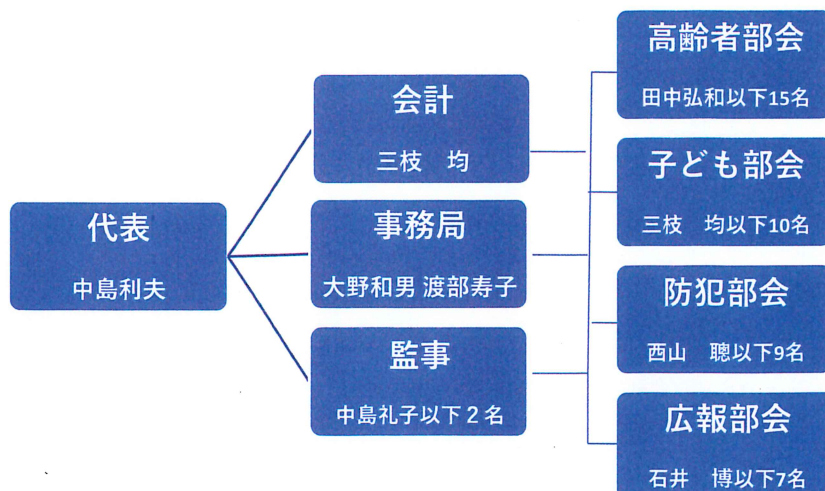 代表
中島利夫
会計
三枝　均
事務局
大野和男 渡部寿子
監事
中島礼子以下２名
高齢者部会
田中弘和以下15名
子ども部会
三枝　均以下10名
防犯部会
西山　聰以下9名
広報部会
石井　博以下7名